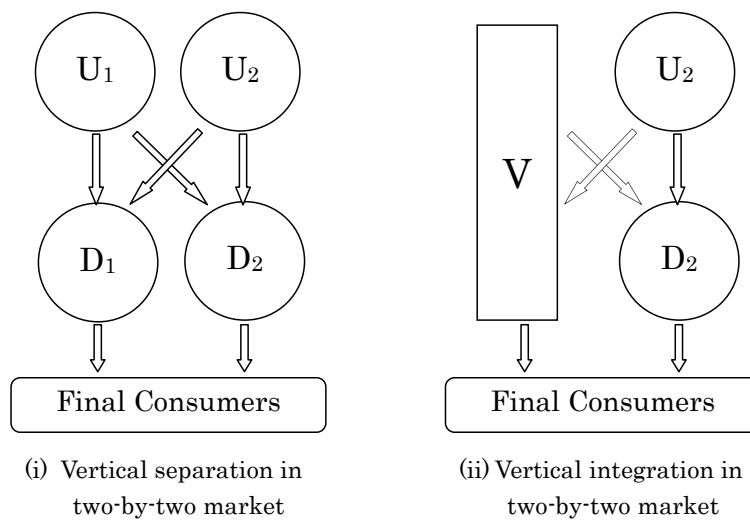 U1 U2
V U2
D1 D2
D2
Final Consumers
Final Consumers
(i) Vertical separation in
two-by-two market
(ii) Vertical integration in
two-by-two market